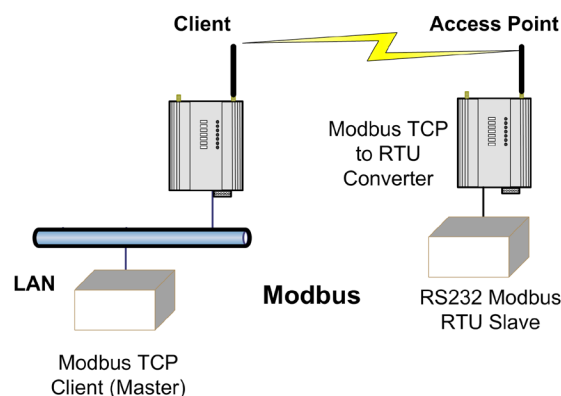 Client
Access Point
Modbus TCP
to RTU
Converter
LAN
Modbus
RS232 Modbus
RTU Slave
Modbus TCP
Client (Master)